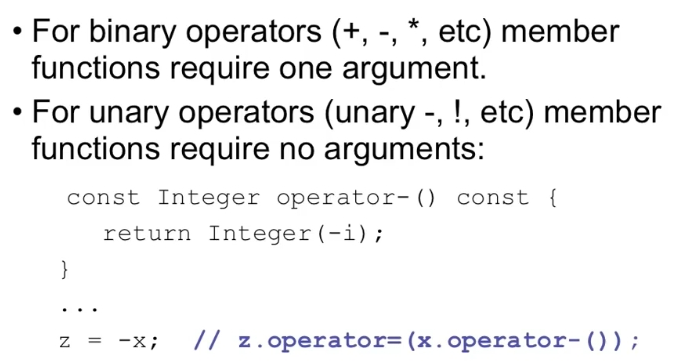 • For binary operators (+, -, *, etc) member
functions require one argument.
• For unary operators (unary -, !, etc) member
functions require no arguments:
const Integer operator-() const {
return Integer(-i);
}
...
z = -x; // z.operator=(x.operator-());